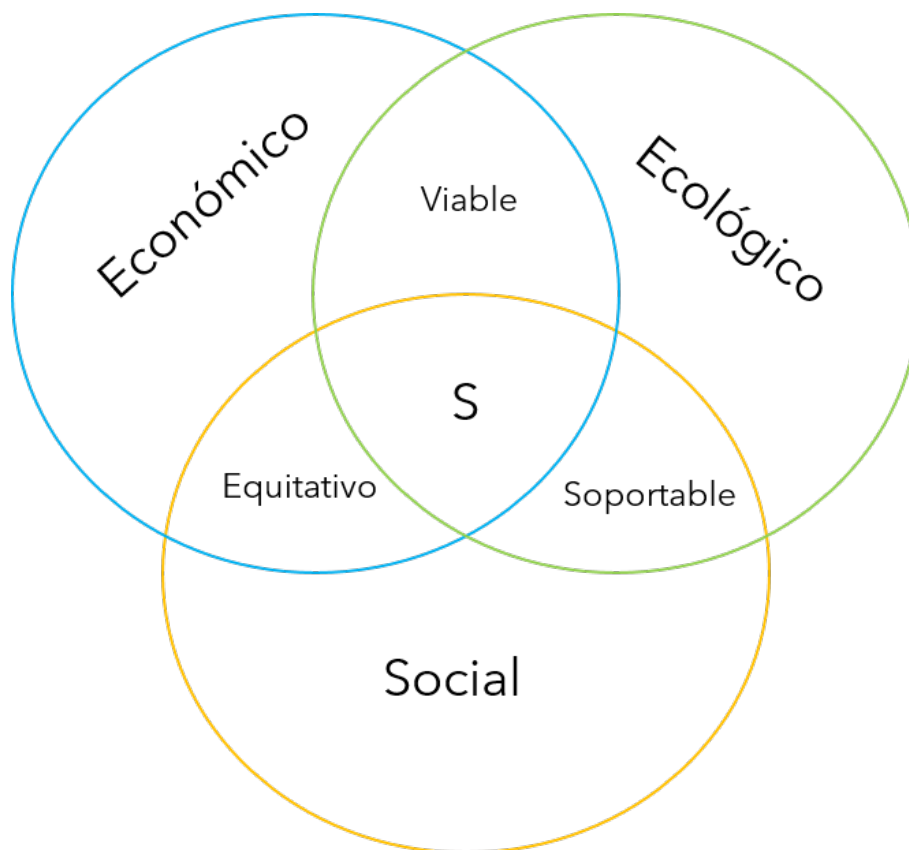 Económico
Ecológico
Viable
S
Equitativo
Soportable
Social